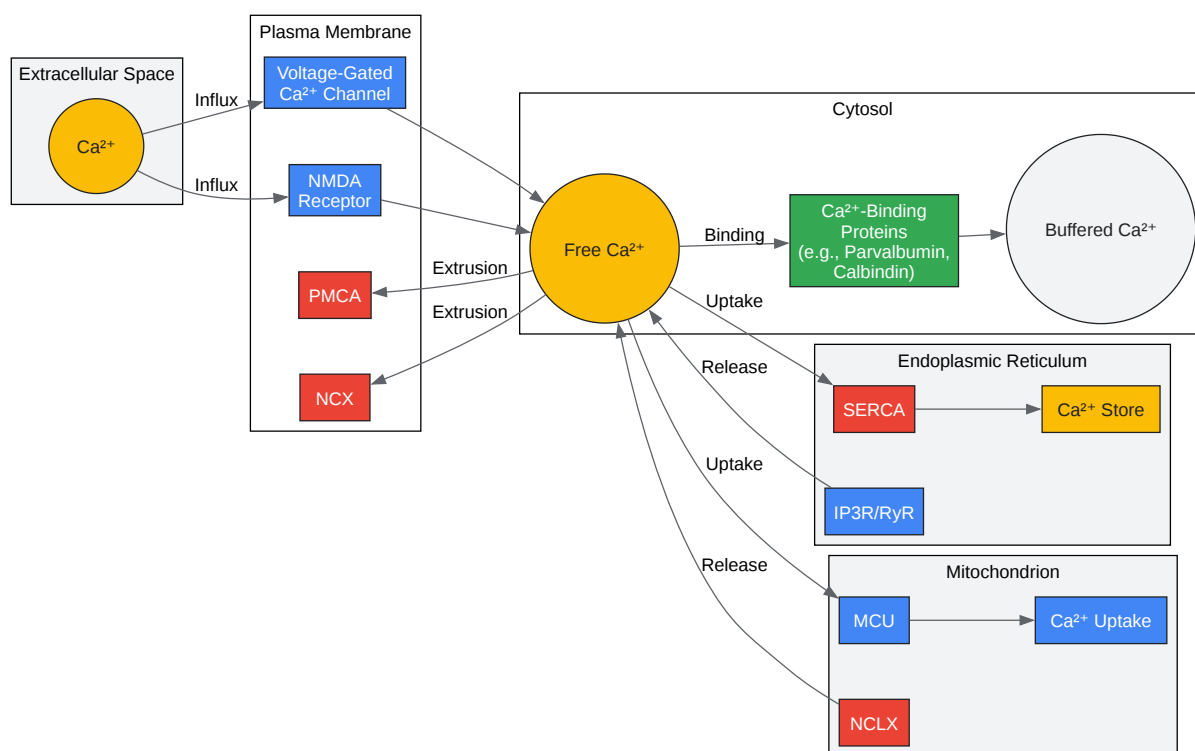 Extracellular Space
Ca²⁺
Influx
Influx
Plasma Membrane
Voltage-Gated
Ca²⁺ Channel
NMDA
Receptor
PMCA
NCX
Extrusion
Extrusion
Cytosol
Free Ca²⁺
Binding
Ca²⁺-Binding
Proteins
(e.g., Parvalbumin,
Calbindin)
Buffered Ca²⁺
Uptake
Release
Uptake
Release
Endoplasmic Reticulum
SERCA
Ca²⁺ Store
IP3R/RyR
Mitochondrion
MCU
Ca²⁺ Uptake
NCLX